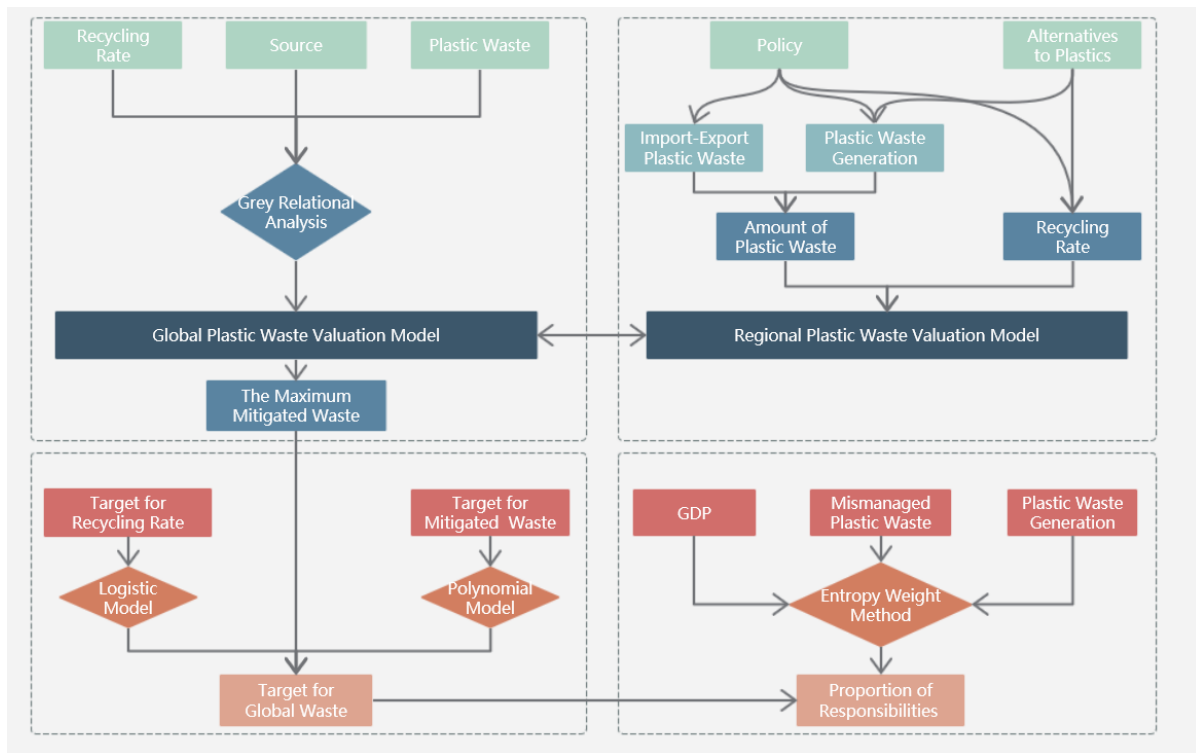 Recycling
Rate
Source
Plastic Waste
Policy
Alternatives
to Plastics
Import-Export
Plastic Waste
Plastic Waste
Generation
Grey Relational
Analysis
Amount of
Plastic Waste
Recycling
Rate
Global Plastic Waste Valuation Model
Regional Plastic Waste Valuation Model
The Maximum
Mitigated Waste
Target for
Recycling Rate
Target for
Mitigated Waste
Logistic
Model
Polynomial
Model
Target for
Global Waste
GDP
Mismanaged
Plastic Waste
Plastic Waste
Generation
Entropy Weight
Method
Proportion of
Responsibilities